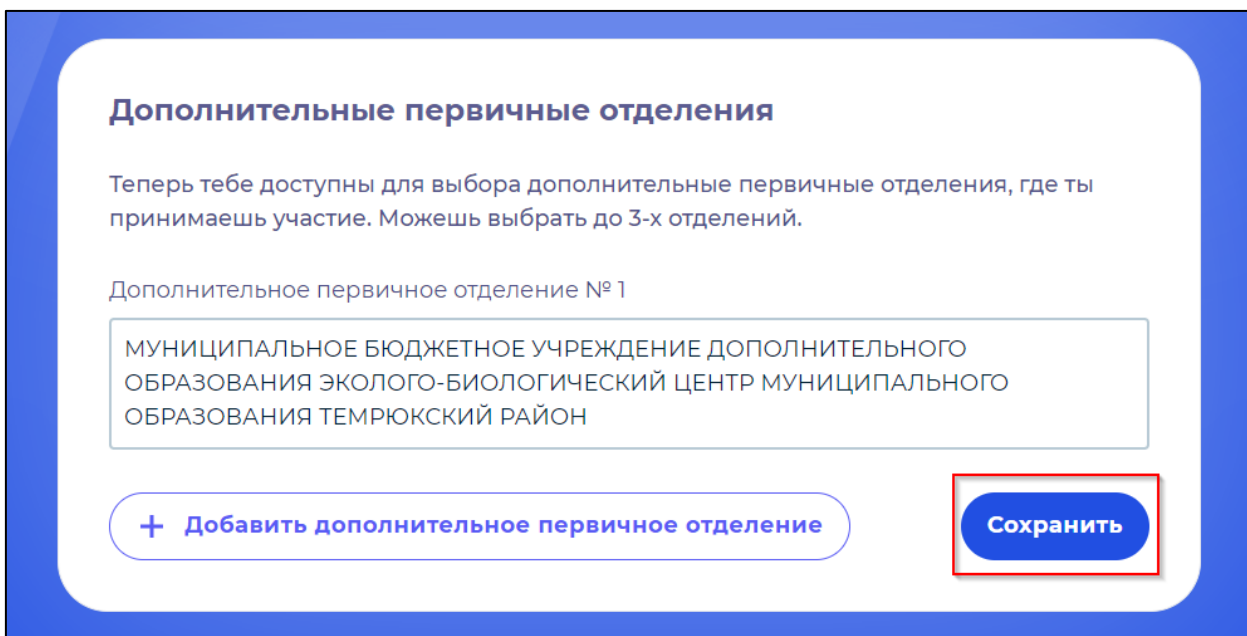 Дополнительные первичные отделения
Теперь тебе доступны для выбора дополнительные первичные отделения, где ты
принимаешь участие. Можешь выбрать до 3-х отделений.
Дополнительное первичное отделение № 1
МУНИЦИПАЛЬНОЕ БЮДЖЕТНОЕ УЧРЕЖДЕНИЕ ДОПОЛНИТЕЛЬНОГО
ОБРАЗОВАНИЯ ЭКОЛОГО-БИОЛОГИЧЕСКИЙ ЦЕНТР МУНИЦИПАЛЬНОГО
ОБРАЗОВАНИЯ ТЕМРЮКСКИЙ РАЙОН
+ Добавить дополнительное первичное отделение
Сохранить